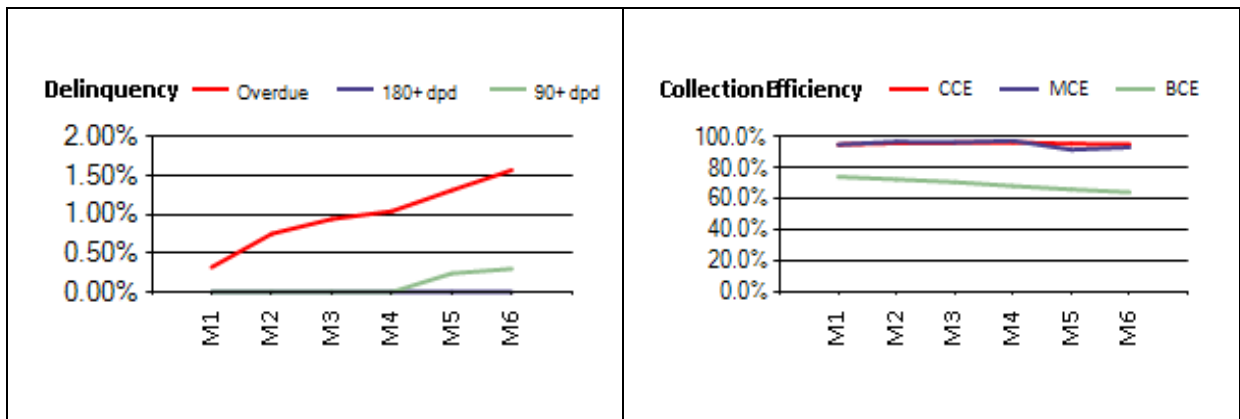 Delinquency Overdue 180+ dpd 90+ dpd
2.00%
1.50%
1.00%
0.50%
0.00%
M1 M2 M3 M4 M5 M6
Collection Efficiency CCE MCE BCE
100.0%
80.0%
60.0%
40.0%
20.0%
0.0%
M1 M2 M3 M4 M5 M6